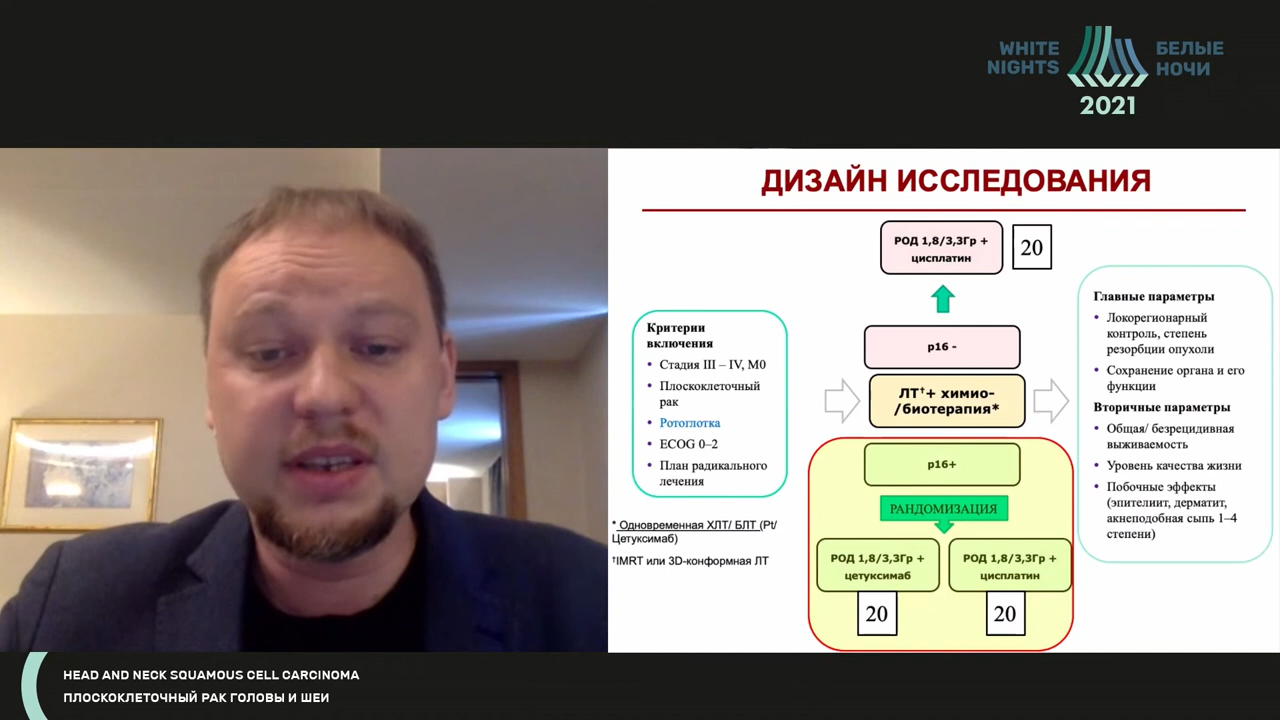 WHITE
NIGHTS
БЕЛЫЕ
НОЧИ
2021
ДИЗАЙН ИССЛЕДОВАНИЯ
РОД 1,8/3,3Гр +
цисплатин
20
Критерии
включения
• Стадия III – IV, M0
• Плоскоклеточный
рак
• Ротоглотка
• ECOG 0–2
• План радикального
лечения
* Одновременная ХЛТ/ БЛТ (Pt/
Цетуксимаб)
†IMRT или 3D-конформная ЛТ
p16 -
ЛТ†+ химио-
/биотерапия*
p16+
РАНДОМИЗАЦИЯ
РОД 1,8/3,3Гр +
цетуксимаб
20
РОД 1,8/3,3Гр +
цисплатин
20
Главные параметры
• Локорегионарный
контроль, степень
резорбции опухоли
• Сохранение органа и его
функции
Вторичные параметры
• Общая/ безрецидивная
выживаемость
• Уровень качества жизни
• Побочные эффекты
(эпителиит, дерматит,
акнеподобная сыпь 1–4
степени)
HEAD AND NECK SQUAMOUS CELL CARCINOMA
ПЛОСКОКЛЕТОЧНЫЙ РАК ГОЛОВЫ И ШЕИ